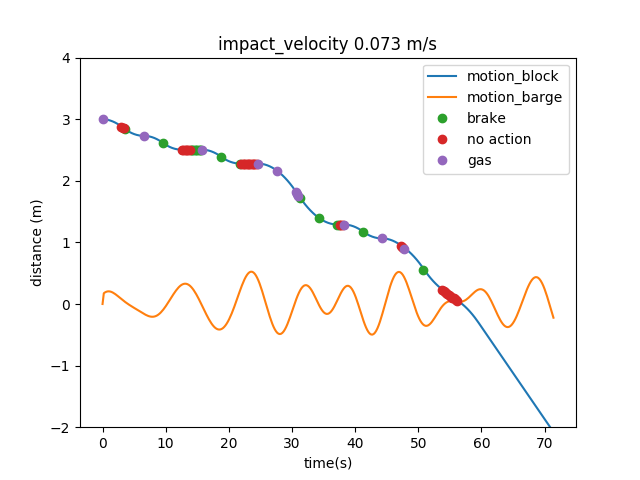 impact_velocity 0.073 m/s
motion_block
motion_barge
brake
no action
gas
distance (m)
4
3
2
1
0
−1
−2
0 10 20 30 40 50 60 70
time(s)